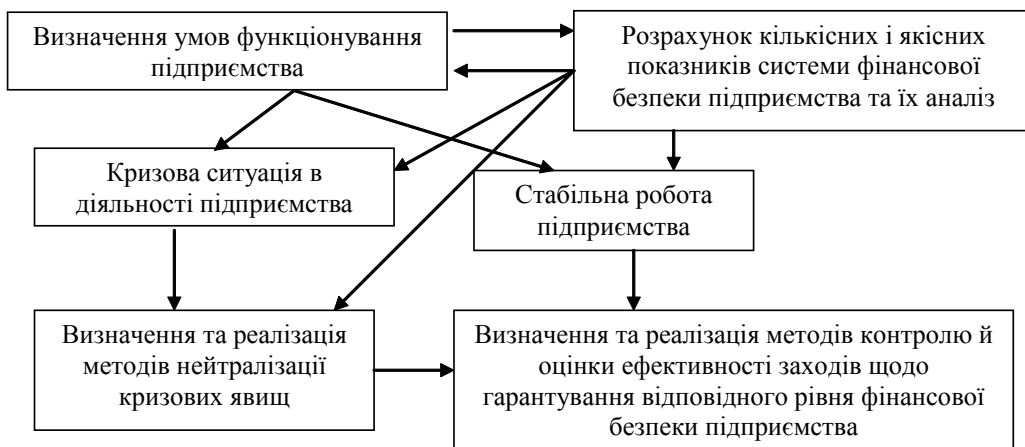 Визначення умов функціонування
підприємства
Розрахунок кількісних і якісних
показників системи фінансової
безпеки підприємства та їх аналіз
Кризова ситуація в
діяльності підприємства
Стабільна робота
підприємства
Визначення та реалізація
методів нейтралізації
кризових явищ
Визначення та реалізація методів контролю й
оцінки ефективності заходів щодо
гарантування відповідного рівня фінансової
безпеки підприємства